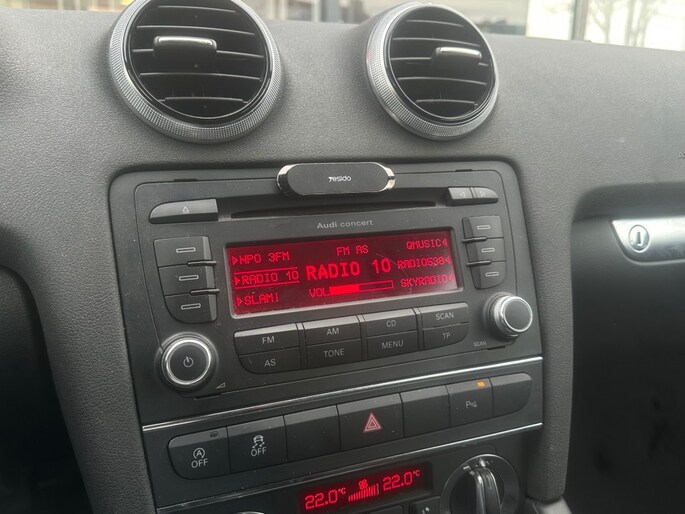 Yesido
Audi concert
NPO 3FM
FM AS
QMUSIC
RADIO 10
RADIO 10
RADIO538
SLAM!
VOL
SKYRADIO
FM
AM
CD
SCAN
AS
TONE
MENU
TP
SCAN
A OFF
OFF
P
22.0°C
22.0°C